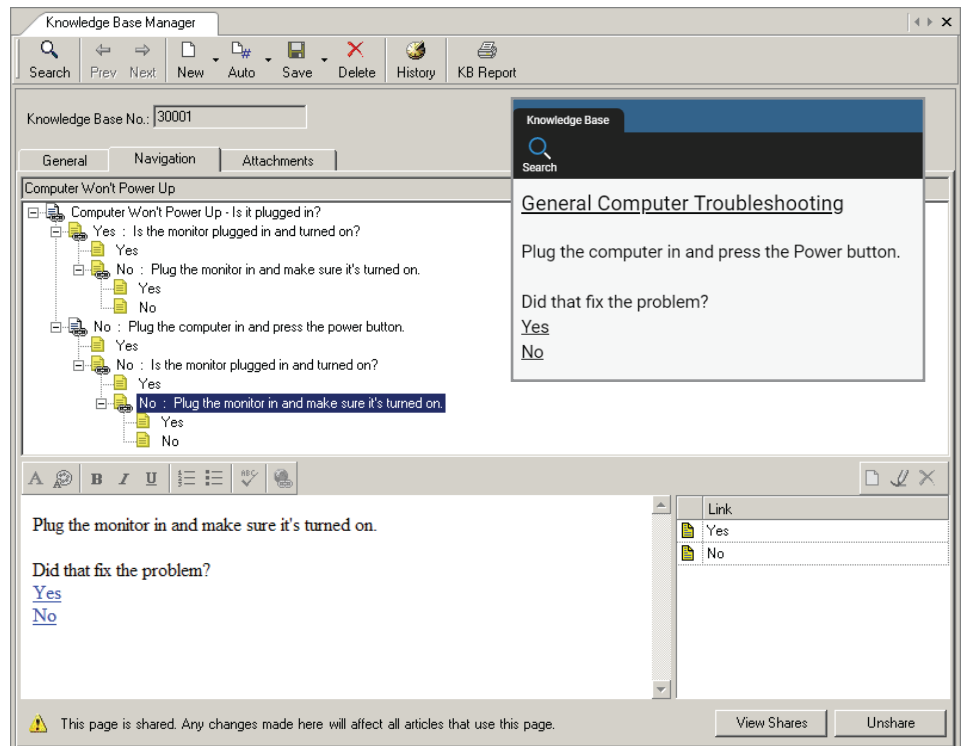 Knowledge Base Manager
Search Prev Next New Auto Save Delete History KB Report
Knowledge Base No.: 30001
General Navigation Attachments
Computer Won't Power Up
Computer Won't Power Up - Is it plugged in?
Yes : Is the monitor plugged in and turned on?
Yes
No : Plug the monitor in and make sure it's turned on.
Yes
No
No : Plug the computer in and press the power button.
Yes
No : Is the monitor plugged in and turned on?
Yes
No : Plug the monitor in and make sure it's turned on.
Yes
No
Knowledge Base
Search
General Computer Troubleshooting
Plug the computer in and press the Power button.
Did that fix the problem?
Yes
No
A B I U ABC
Plug the monitor in and make sure it's turned on.
Did that fix the problem?
Yes
No
Link
Yes
No
This page is shared. Any changes made here will affect all articles that use this page.
View Shares Unshare